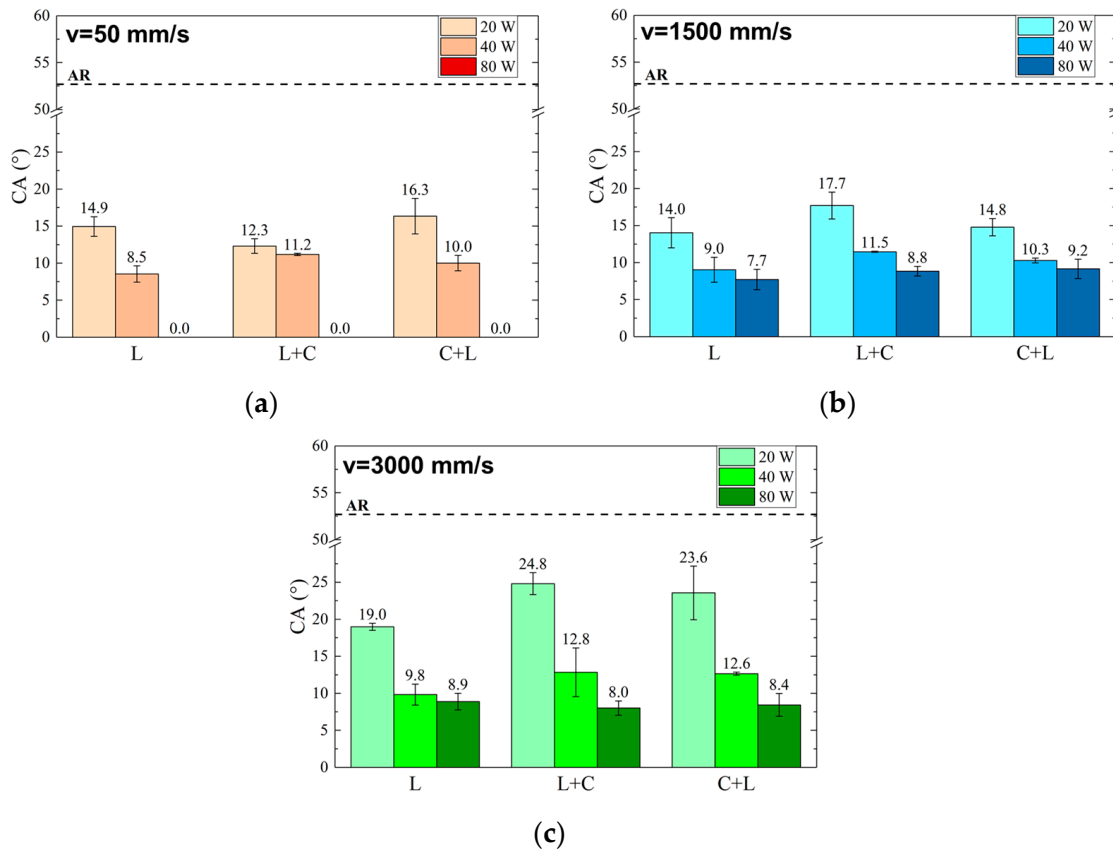 v=50 mm/s
20 W
40 W
80 W
AR
CA (°)
60
55
50
25
20
15
10
5
0
14.9
8.5
0.0
12.3
11.2
0.0
16.3
10.0
0.0
L
L+C
C+L
(a)
v=1500 mm/s
20 W
40 W
80 W
AR
CA (°)
60
55
50
25
20
15
10
5
0
14.0
9.0
7.7
17.7
11.5
8.8
14.8
10.3
9.2
L
L+C
C+L
(b)
v=3000 mm/s
20 W
40 W
80 W
AR
CA (°)
60
55
50
25
20
15
10
5
0
19.0
9.8
8.9
24.8
12.8
8.0
23.6
12.6
8.4
L
L+C
C+L
(c)